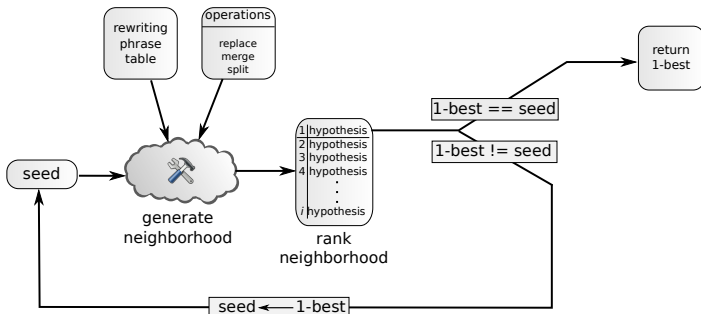 rewriting
phrase
table
operations
replace
merge
split
return
1-best
1-best == seed
1 hypothesis
2 hypothesis
3 hypothesis
4 hypothesis
i hypothesis
1-best != seed
seed
generate
neighborhood
rank
neighborhood
seed ← 1-best